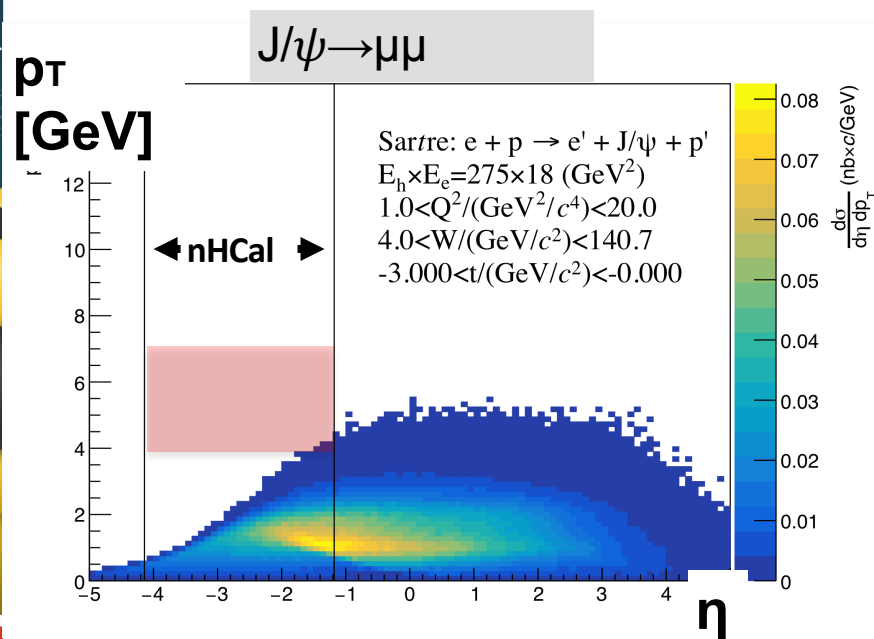 J/ψ→μμ
pT
[GeV]
Sartre: e + p → e' + J/ψ + p'
E_h×E_e=275×18 (GeV²)
1.0<Q²/(GeV²/c⁴)<20.0
4.0<W/(GeV/c²)<140.7
-3.000<t/(GeV/c²)<-0.000
nHCal
12
10
8
6
4
2
0
−5 −4 −3 −2 −1 0 1 2 3 4
η
0.08
0.07
0.06
0.05
0.04
0.03
0.02
0.01
0
dσ/dη dp_T (nb×c/GeV)